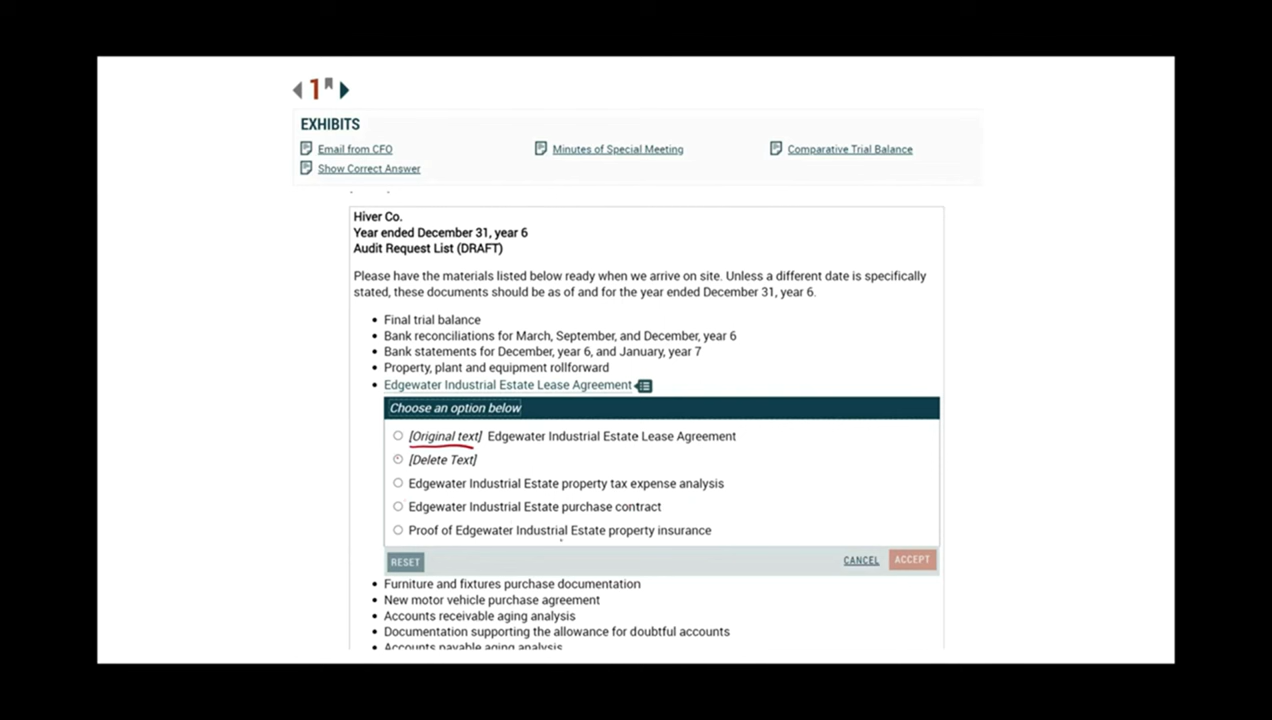 1
EXHIBITS
Email from CFO
Minutes of Special Meeting
Comparative Trial Balance
Show Correct Answer
Hiver Co.
Year ended December 31, year 6
Audit Request List (DRAFT)
Please have the materials listed below ready when we arrive on site. Unless a different date is specifically
stated, these documents should be as of and for the year ended December 31, year 6.
• Final trial balance
• Bank reconciliations for March, September, and December, year 6
• Bank statements for December, year 6, and January, year 7
• Property, plant and equipment rollforward
• Edgewater Industrial Estate Lease Agreement
Choose an option below
[Original text] Edgewater Industrial Estate Lease Agreement
[Delete Text]
Edgewater Industrial Estate property tax expense analysis
Edgewater Industrial Estate purchase contract
Proof of Edgewater Industrial Estate property insurance
RESET
CANCEL
ACCEPT
• Furniture and fixtures purchase documentation
• New motor vehicle purchase agreement
• Accounts receivable aging analysis
• Documentation supporting the allowance for doubtful accounts
• Accounts payable aging analysis